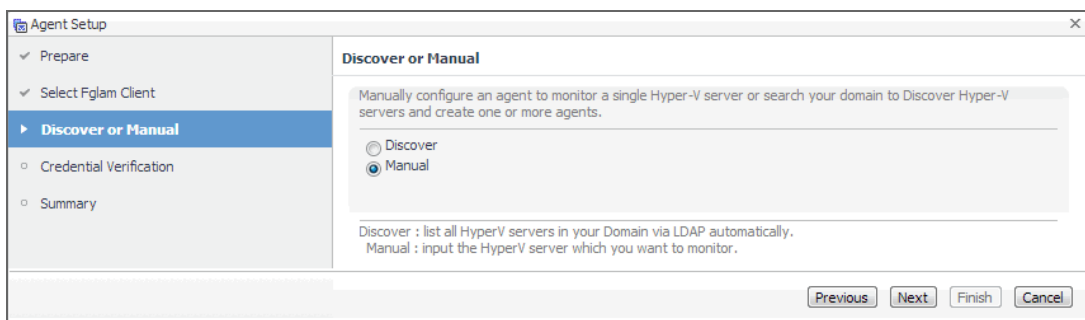 Agent Setup
Prepare
Select Fglam Client
Discover or Manual
Credential Verification
Summary
Discover or Manual
Manually configure an agent to monitor a single Hyper-V server or search your domain to Discover Hyper-V
servers and create one or more agents.
Discover
Manual
Discover : list all HyperV servers in your Domain via LDAP automatically.
Manual : input the HyperV server which you want to monitor.
Previous Next Finish Cancel